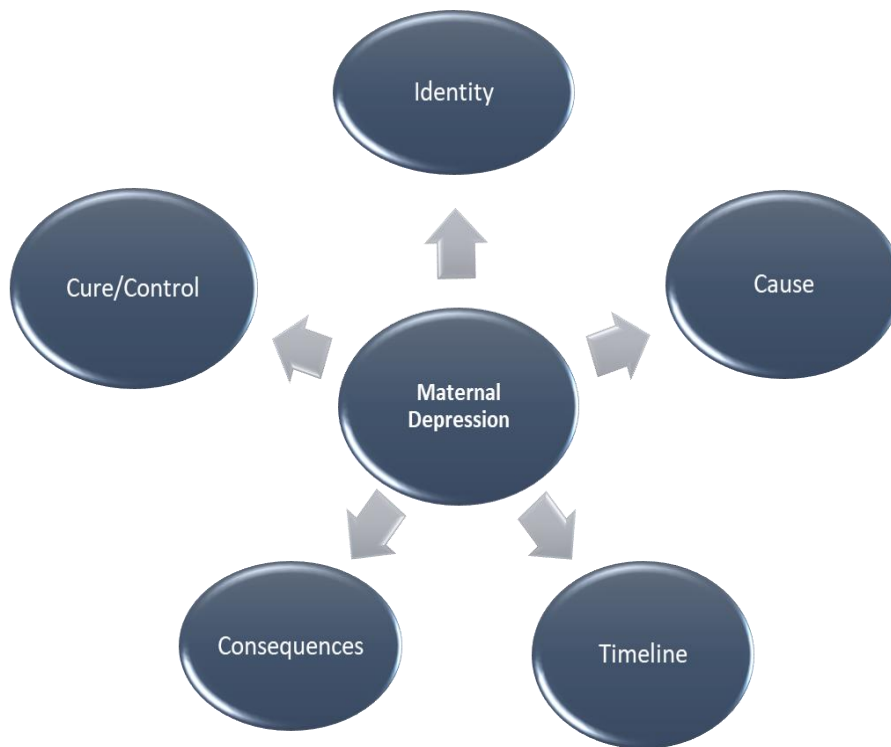 Identity
Cure/Control
Cause
Maternal
Depression
Consequences
Timeline